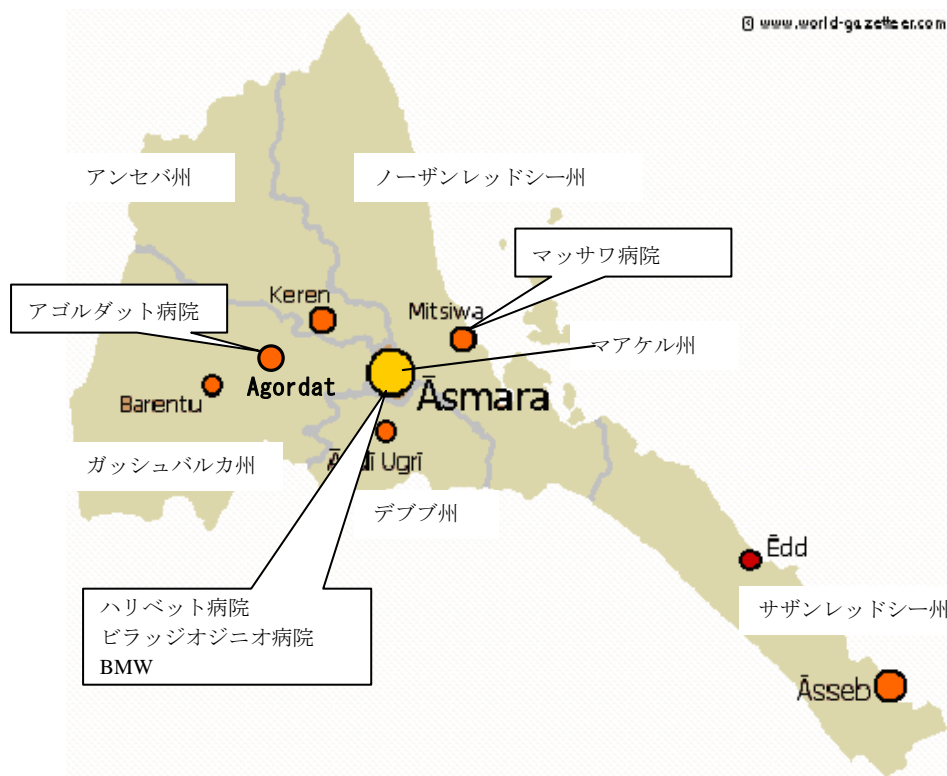 www.world-gazetteer.com
アンセバ州
ノーザンレッドシー州
マッサワ病院
Keren
アゴルダット病院
Mitsiwa
マアケル州
Agordat
Āsmara
Barentu
Ugrī
ガッシュバルカ州
デブブ州
Ēdd
ハリベット病院
ビラッジオジニオ病院
BMW
サザンレッドシー州
Āsseb